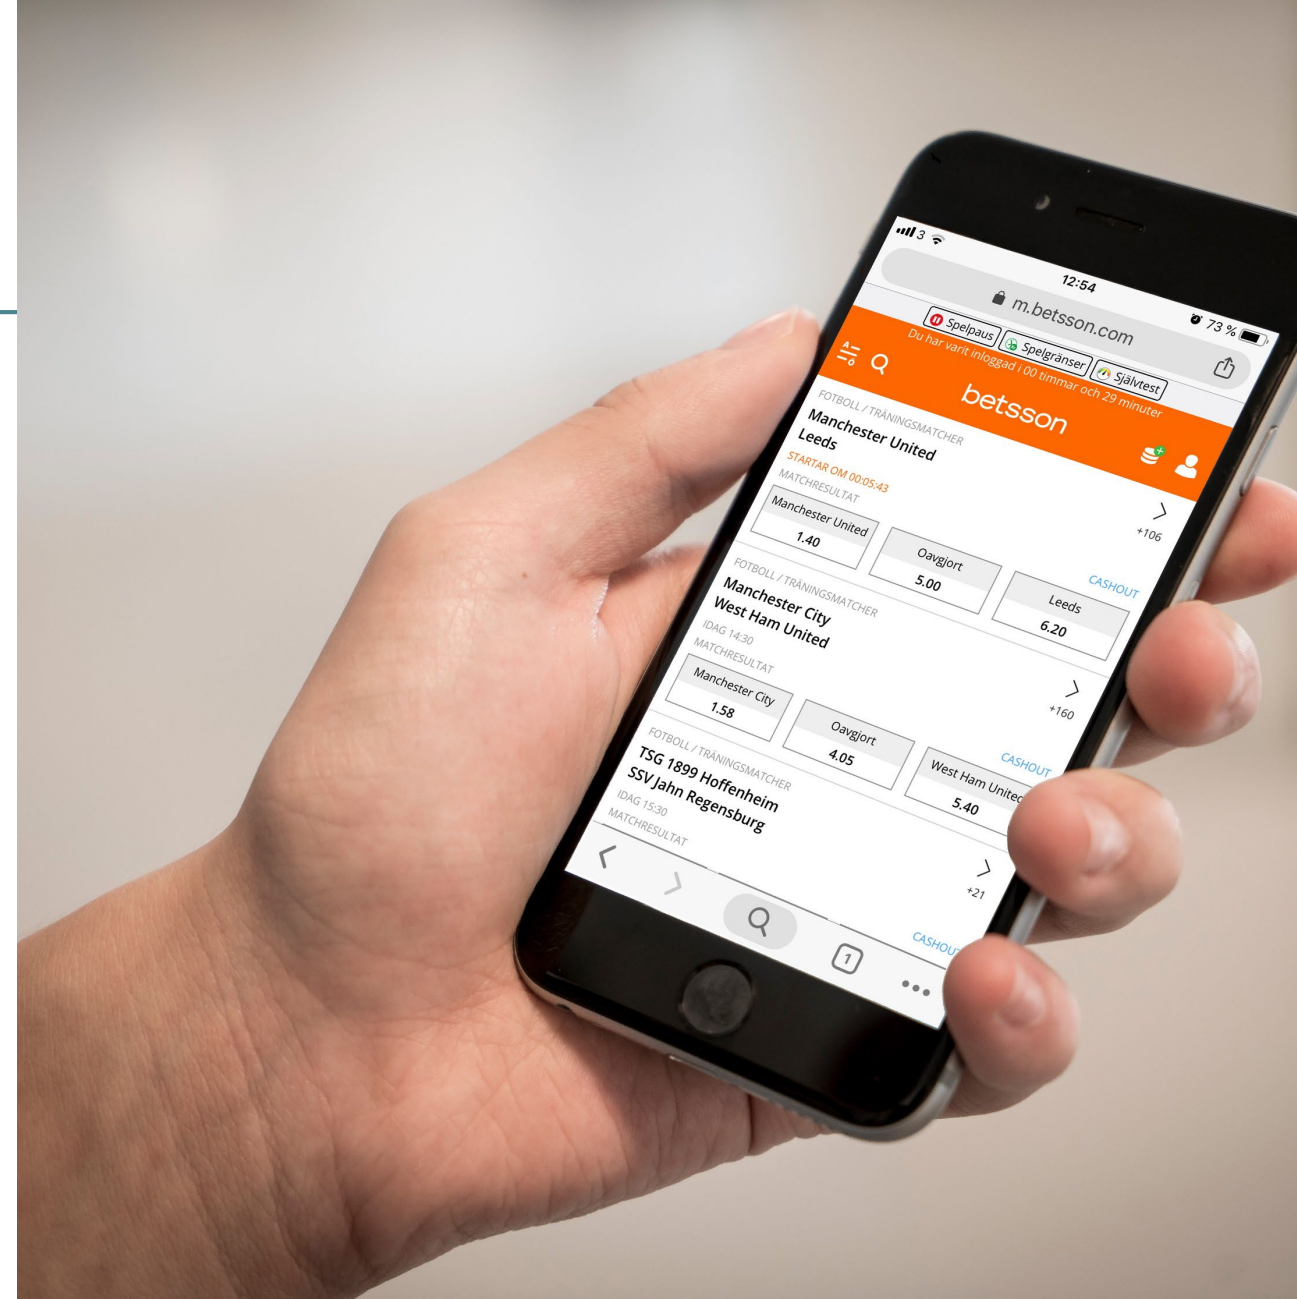 3
12:54
73 %
m.betsson.com
Spelpaus
Spelgränser
Självtest
Du har varit inloggad i 00 timmar och 29 minuter
A
Ö
betsson
FOTBOLL / TRÄNINGSMATCHER
Manchester United
Leeds
STARTAR OM 00:05:43
+106
MATCHRESULTAT
CASHOUT
Manchester United
1.40
Oavgjort
5.00
Leeds
6.20
FOTBOLL / TRÄNINGSMATCHER
Manchester City
West Ham United
IDAG 14:30
+160
MATCHRESULTAT
CASHOUT
Manchester City
1.58
Oavgjort
4.05
West Ham United
5.40
FOTBOLL / TRÄNINGSMATCHER
TSG 1899 Hoffenheim
SSV Jahn Regensburg
IDAG 15:30
+21
MATCHRESULTAT
CASHOUT
1